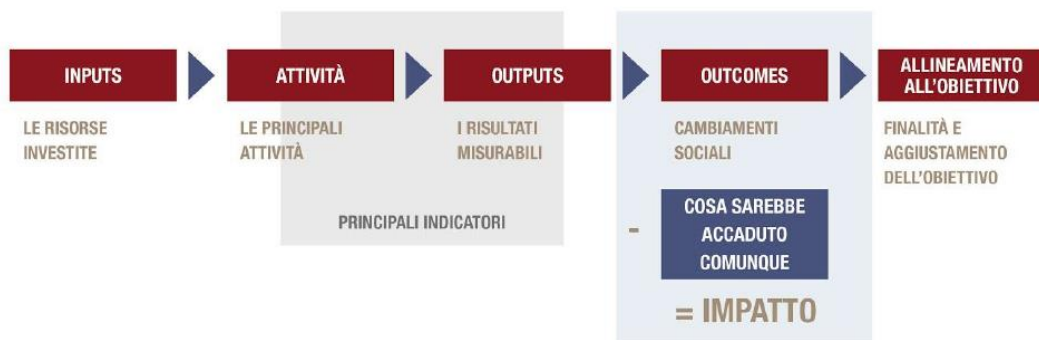 INPUTS
LE RISORSE
INVESTITE
ATTIVITÀ
LE PRINCIPALI
ATTIVITÀ
OUTPUTS
I RISULTATI
MISURABILI
PRINCIPALI INDICATORI
OUTCOMES
CAMBIAMENTI
SOCIALI
-
COSA SAREBBE
ACCADUTO
COMUNQUE
= IMPATTO
ALLINEAMENTO
ALL'OBIETTIVO
FINALITÀ E
AGGIUSTAMENTO
DELL'OBIETTIVO